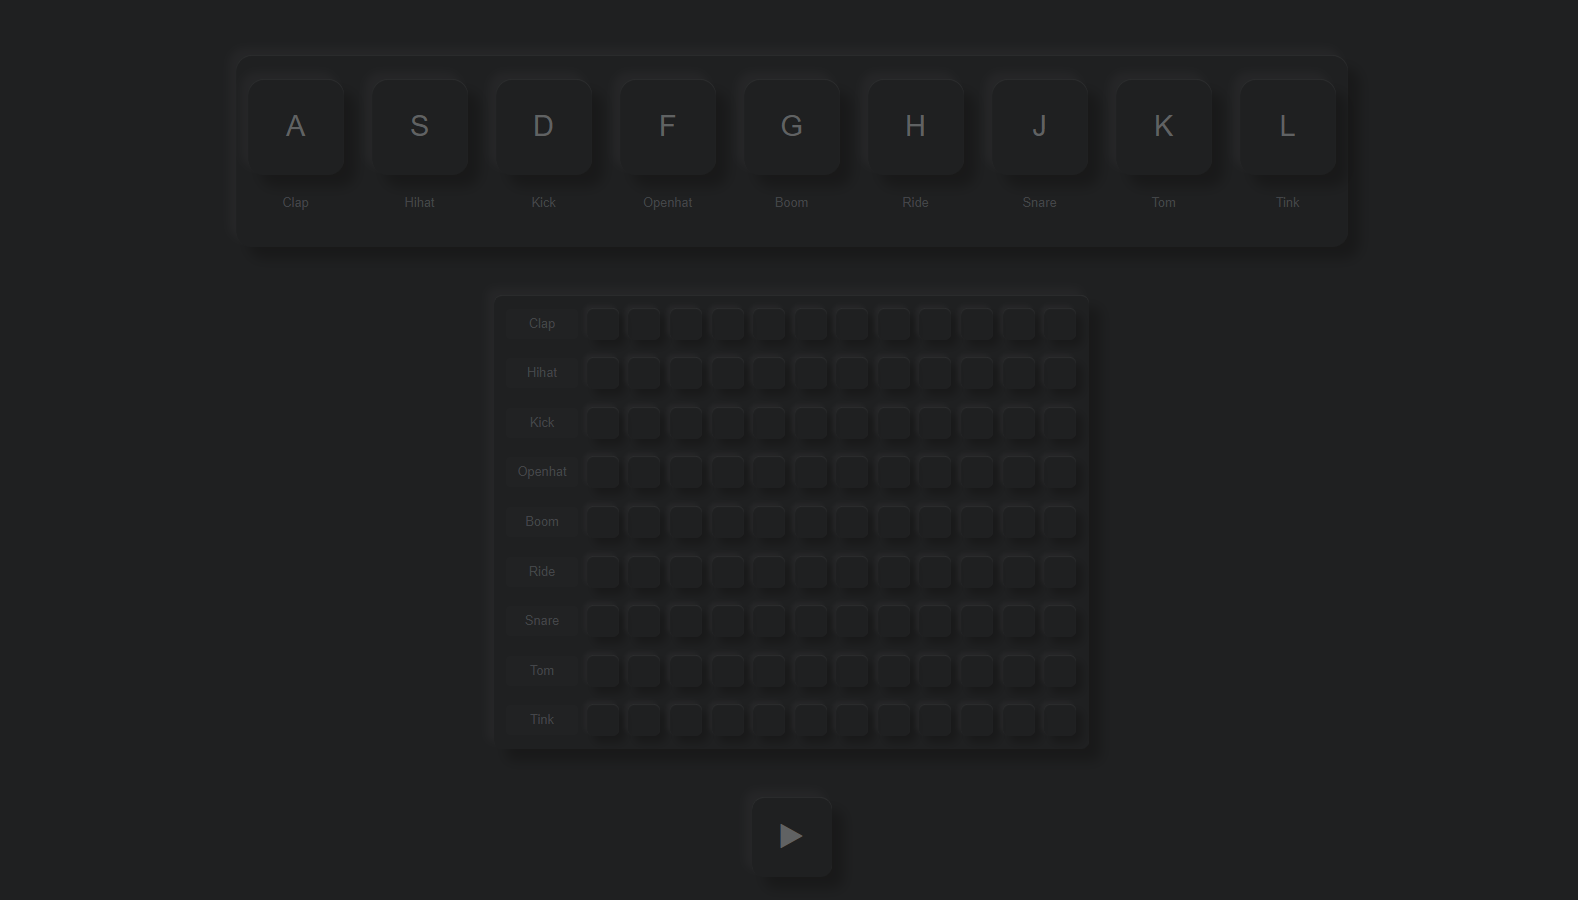 A S D F G H J K L
Clap Hihat Kick Openhat Boom Ride Snare Tom Tink
Clap
Hihat
Kick
Openhat
Boom
Ride
Snare
Tom
Tink